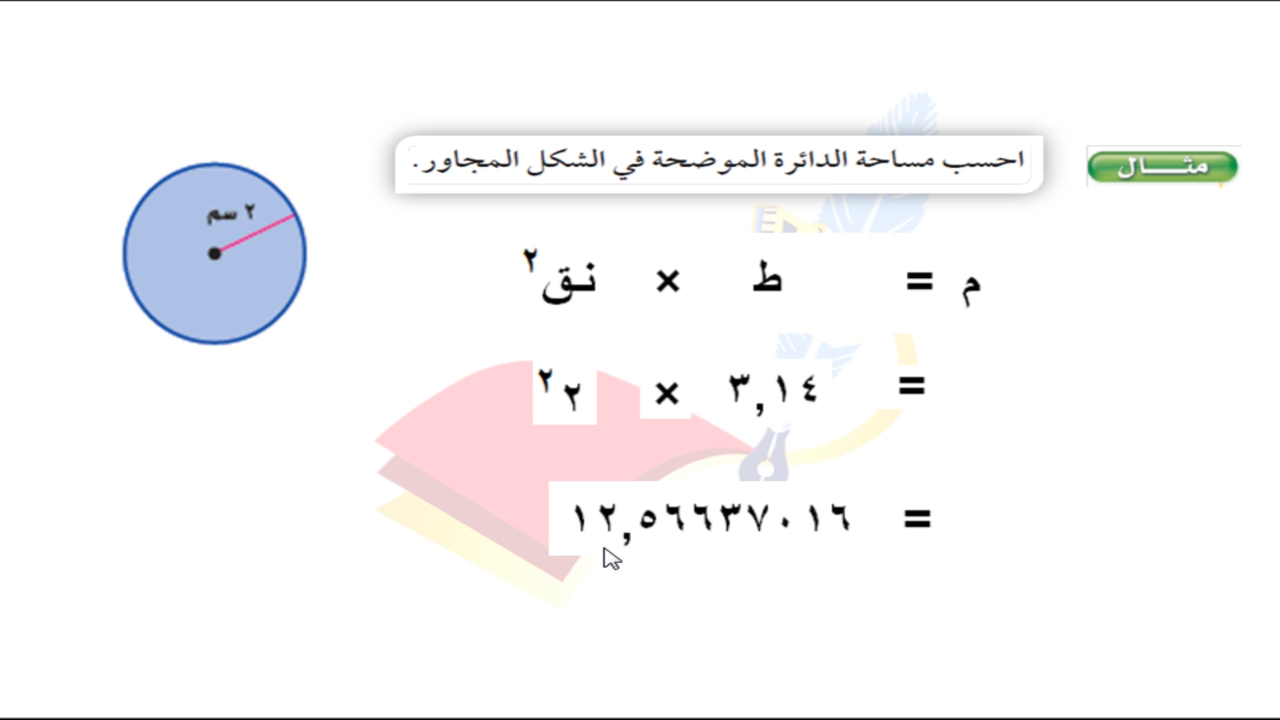 مثـــال
احسب مساحة الدائرة الموضحة في الشكل المجاور.
٢ سم
م = ط × نق٢
= ٣,١٤ × ٢٢
= ١٢,٥٦٦٣٧٠١٦